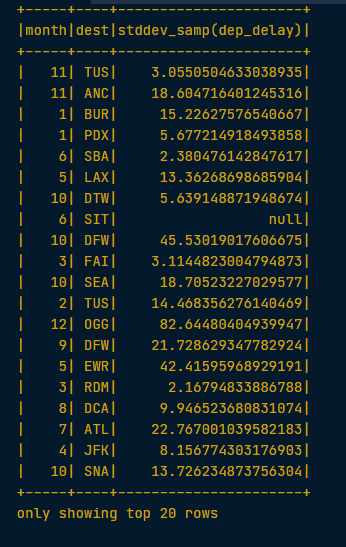 +-----+----+--------------------+
|month|dest|stddev_samp(dep_delay)|
+-----+----+--------------------+
|   11| TUS|    3.0550504633038935|
|   11| ANC|    18.604716401245316|
|    1| BUR|     15.22627576540667|
|    1| PDX|     5.677214918493858|
|    6| SBA|     2.380476142847617|
|    5| LAX|     13.36268698685904|
|   10| DTW|     5.639148871948674|
|    6| SIT|                  null|
|   10| DFW|     45.53019017606675|
|    3| FAI|    3.1144823004794873|
|   10| SEA|     18.70523227029577|
|    2| TUS|    14.468356276140469|
|   12| OGG|     82.64480404939947|
|    9| DFW|    21.728629347782924|
|    5| EWR|     42.41595968929191|
|    3| RDM|      2.16794833886788|
|    8| DCA|     9.946523680831074|
|    7| ATL|    22.767001039582183|
|    4| JFK|     8.156774303176903|
|   10| SNA|    13.726234873756304|
+-----+----+--------------------+
only showing top 20 rows